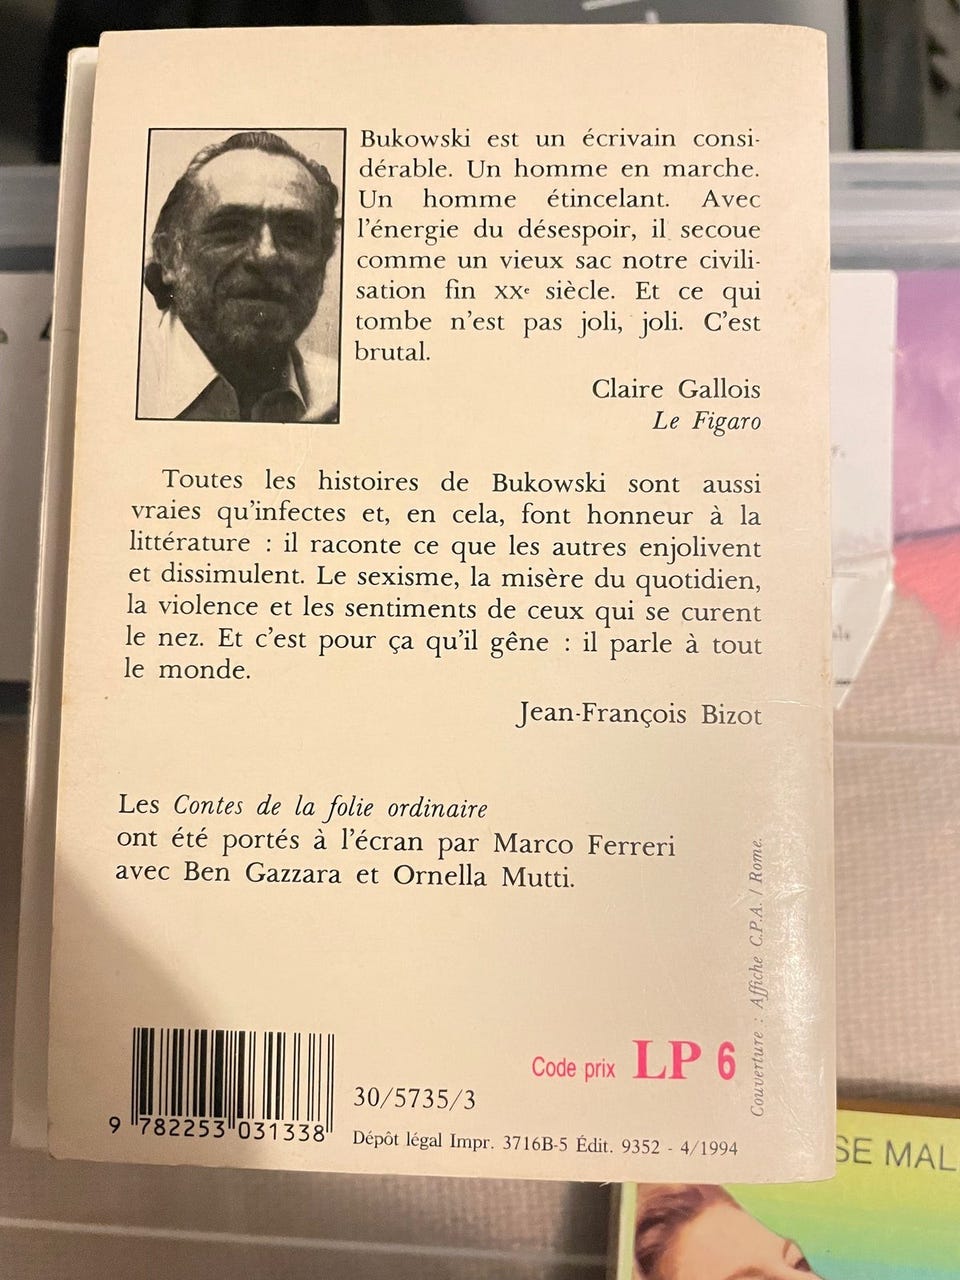 Bukowski est un écrivain consi-
dérable. Un homme en marche.
Un homme étincelant. Avec
l'énergie du désespoir, il secoue
comme un vieux sac notre civili-
sation fin XXe siècle. Et ce qui
tombe n'est pas joli, joli. C'est
brutal.
Claire Gallois
Le Figaro
Toutes les histoires de Bukowski sont aussi
vraies qu'infectes et, en cela, font honneur à la
littérature : il raconte ce que les autres enjolivent
et dissimulent. Le sexisme, la misère du quotidien,
la violence et les sentiments de ceux qui se curent
le nez. Et c'est pour ça qu'il gêne : il parle à tout
le monde.
Jean-François Bizot
Les Contes de la folie ordinaire
ont été portés à l'écran par Marco Ferreri
avec Ben Gazzara et Ornella Mutti.
Couverture : Affiche C.P.A. / Rome.
Code prix LP 6
30/5735/3
9 782253 031338
Dépôt légal Impr. 3716B-5 Édit. 9352 - 4/1994
SE MAL